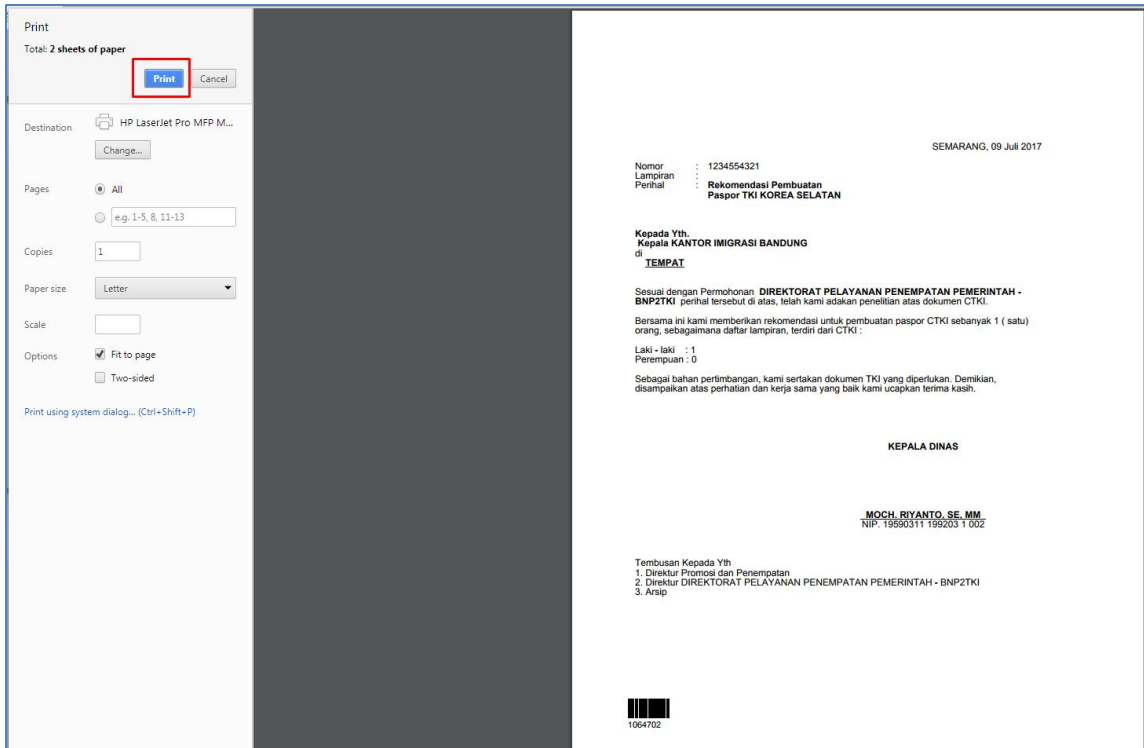 Print
Total: 2 sheets of paper
Print Cancel
Destination HP LaserJet Pro MFP M...
Change...
Pages All
e.g. 1-5, 8, 11-13
Copies 1
Paper size Letter
Scale
Options Fit to page
Two-sided
Print using system dialog... (Ctrl+Shift+P)
SEMARANG, 09 Juli 2017
Nomor : 1234554321
Lampiran :
Perihal : Rekomendasi Pembuatan
Paspor TKI KOREA SELATAN
Kepada Yth.
Kepala KANTOR IMIGRASI BANDUNG
di
TEMPAT
Sesuai dengan Permohonan DIREKTORAT PELAYANAN PENEMPATAN PEMERINTAH -
BNP2TKI perihal tersebut di atas, telah kami adakan penelitian atas dokumen CTKI.
Bersama ini kami memberikan rekomendasi untuk pembuatan paspor CTKI sebanyak 1 ( satu)
orang, sebagaimana daftar lampiran, terdiri dari CTKI :
Laki - laki : 1
Perempuan : 0
Sebagai bahan pertimbangan, kami sertakan dokumen TKI yang diperlukan. Demikian,
disampaikan atas perhatian dan kerja sama yang baik kami ucapkan terima kasih.
KEPALA DINAS
MOCH. RIYANTO, SE, MM
NIP. 19590311 199203 1 002
Tembusan Kepada Yth
1. Direktur Promosi dan Penempatan
2. Direktur DIREKTORAT PELAYANAN PENEMPATAN PEMERINTAH - BNP2TKI
3. Arsip
1064702